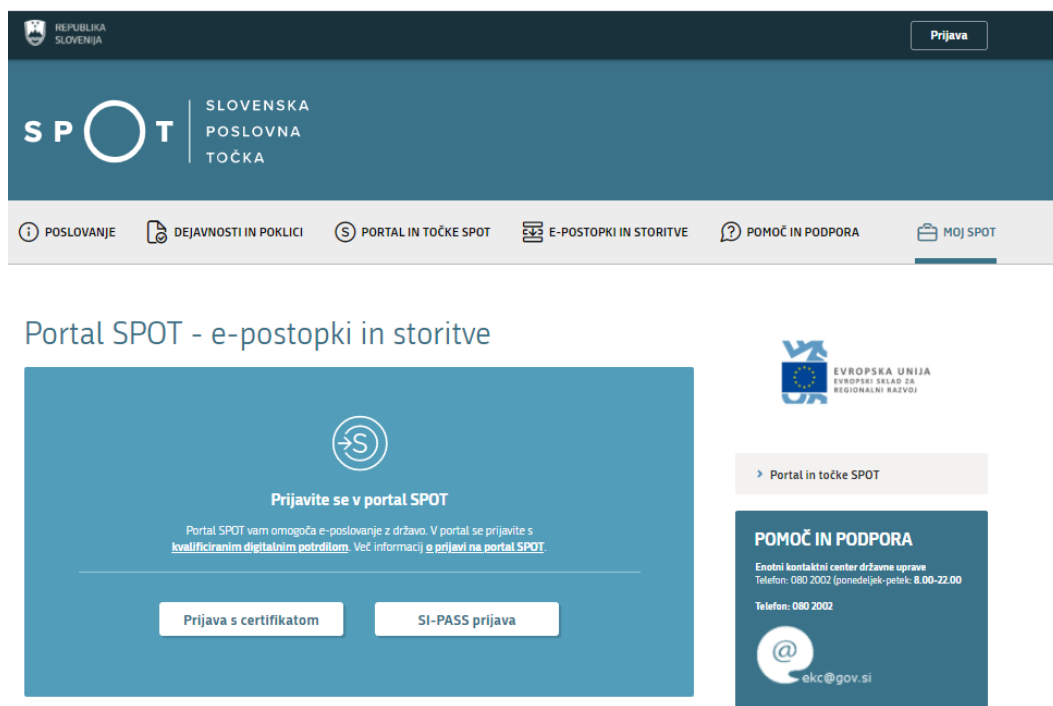 REPUBLIKA
SLOVENIJA
Prijava
SPOT
SLOVENSKA
POSLOVNA
TOČKA
POSLOVANJE
DEJAVNOSTI IN POKLICI
PORTAL IN TOČKE SPOT
E-POSTOPKI IN STORITVE
POMOČ IN PODPORA
MOJ SPOT
Portal SPOT - e-postopki in storitve
S
Prijavite se v portal SPOT
Portal SPOT vam omogoča e-poslovanje z državo. V portal se prijavite s
kvalificiranim digitalnim potrdilom. Več informacij o prijavi na portal SPOT.
Prijava s certifikatom
SI-PASS prijava
EVROPSKA UNIJA
EVROPSKI SKLAD ZA
REGIONALNI RAZVOJ
Portal in točke SPOT
POMOČ IN PODPORA
Enotni kontaktni center državne uprave
Telefon: 080 2002 (ponedeljek-petek: 8.00-22.00
Telefon: 080 2002
@
ekc@gov.si